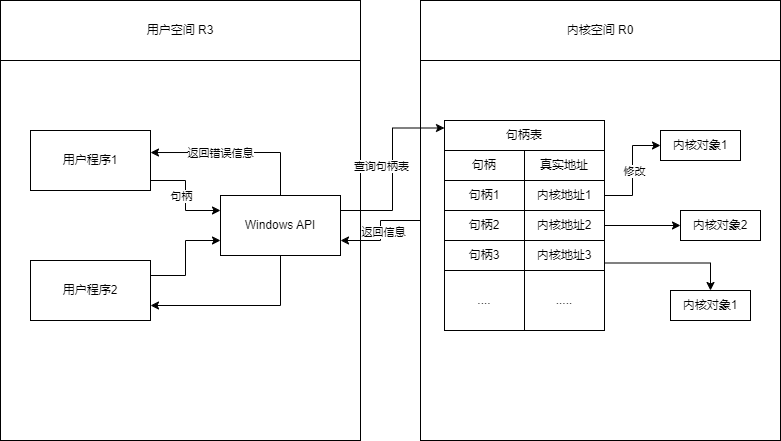 用户空间 R3
内核空间 R0
用户程序1
返回错误信息
句柄
Windows API
用户程序2
查询句柄表
返回信息
句柄表
句柄
真实地址
句柄1
内核地址1
句柄2
内核地址2
句柄3
内核地址3
....
.....
修改
内核对象1
内核对象2
内核对象1